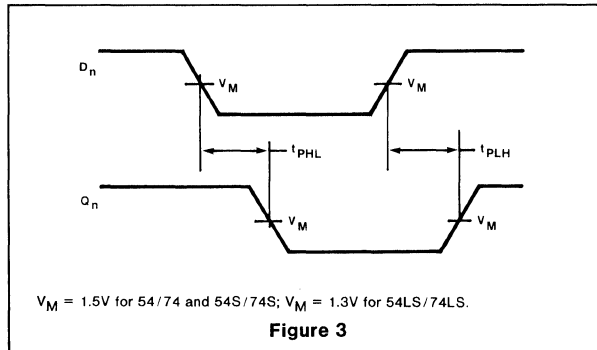 Dn
VM
VM
tPHL
tPLH
Qn
VM
VM
VM = 1.5V for 54/74 and 54S/74S; VM = 1.3V for 54LS/74LS.
Figure 3